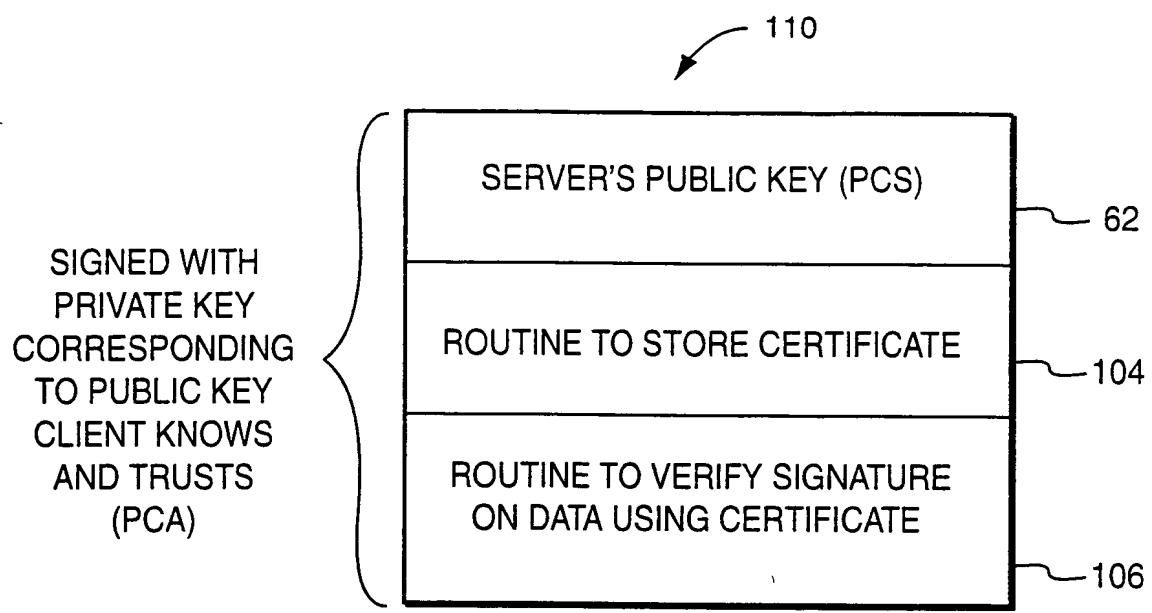 110
SERVER'S PUBLIC KEY (PCS)
62
SIGNED WITH
PRIVATE KEY
CORRESPONDING
TO PUBLIC KEY
CLIENT KNOWS
AND TRUSTS
(PCA)
ROUTINE TO STORE CERTIFICATE
104
ROUTINE TO VERIFY SIGNATURE
ON DATA USING CERTIFICATE
106